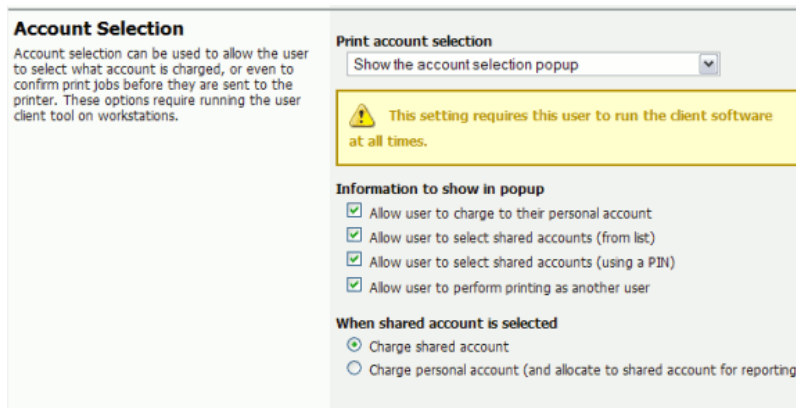 Account Selection
Account selection can be used to allow the user
to select what account is charged, or even to
confirm print jobs before they are sent to the
printer. These options require running the user
client tool on workstations.
Print account selection
Show the account selection popup
This setting requires this user to run the client software
at all times.
Information to show in popup
Allow user to charge to their personal account
Allow user to select shared accounts (from list)
Allow user to select shared accounts (using a PIN)
Allow user to perform printing as another user
When shared account is selected
Charge shared account
Charge personal account (and allocate to shared account for reporting